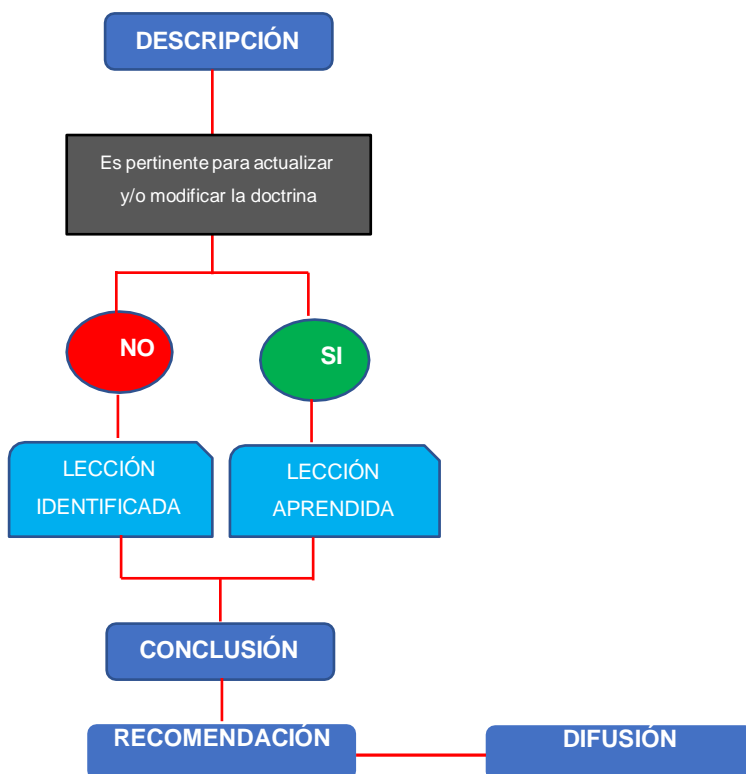 DESCRIPCIÓN
Es pertinente para actualizar
y/o modificar la doctrina
NO
SI
LECCIÓN
IDENTIFICADA
LECCIÓN
APRENDIDA
CONCLUSIÓN
RECOMENDACIÓN
DIFUSIÓN